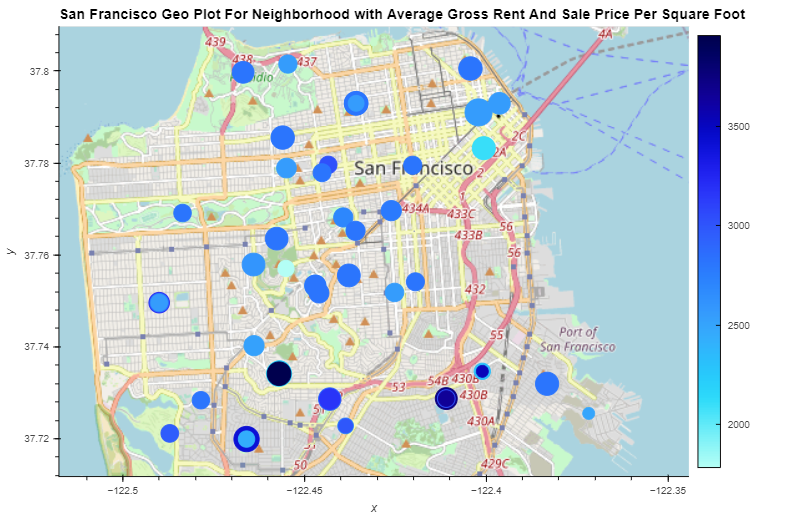 San Francisco Geo Plot For Neighborhood with Average Gross Rent And Sale Price Per Square Foot
439
438
437
4A
37.8
2C
2A
2
3500
37.78
San Francisco
434A
433C
433B
56
56
3000
y
37.76
432
2500
37.74
55
Port of
San Francisco
53
54B
430B
430B
430A
2000
37.72
50
429C
−122.5
−122.45
−122.4
−122.35
x